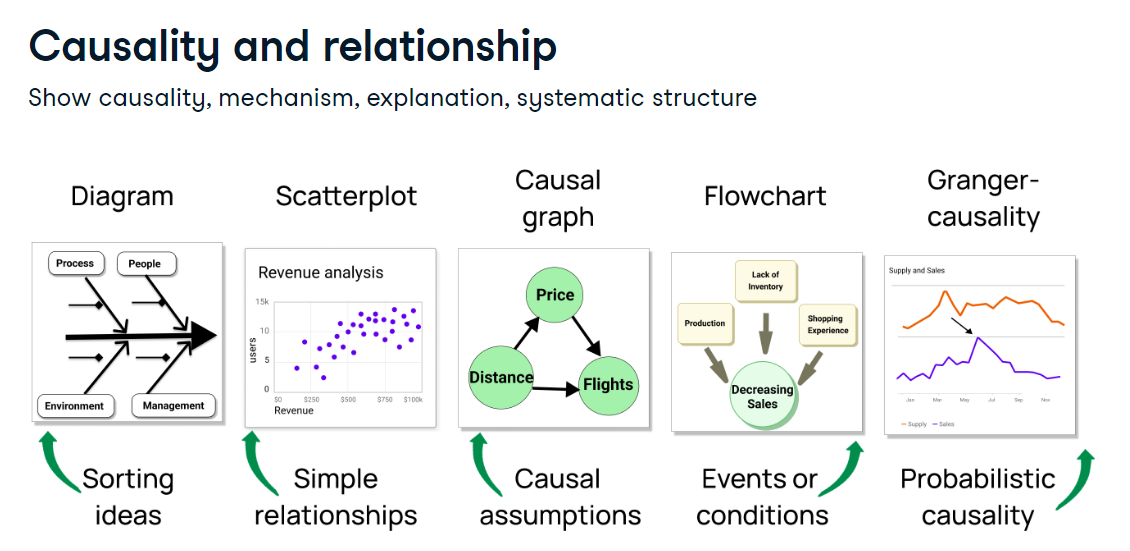 Causality and relationship
Show causality, mechanism, explanation, systematic structure
Diagram
Scatterplot
Causal
graph
Flowchart
Granger-
causality
Process
People
Environment
Management
Revenue analysis
15k
10
5
0
users
$0
$250
$500
$750
$100k
Revenue
Price
Distance
Flights
Lack of
Inventory
Production
Shopping
Experience
Decreasing
Sales
Supply and Sales
Jan
Mar
May
Jul
Sep
Nov
Supply
Sales
Sorting
ideas
Simple
relationships
Causal
assumptions
Events or
conditions
Probabilistic
causality